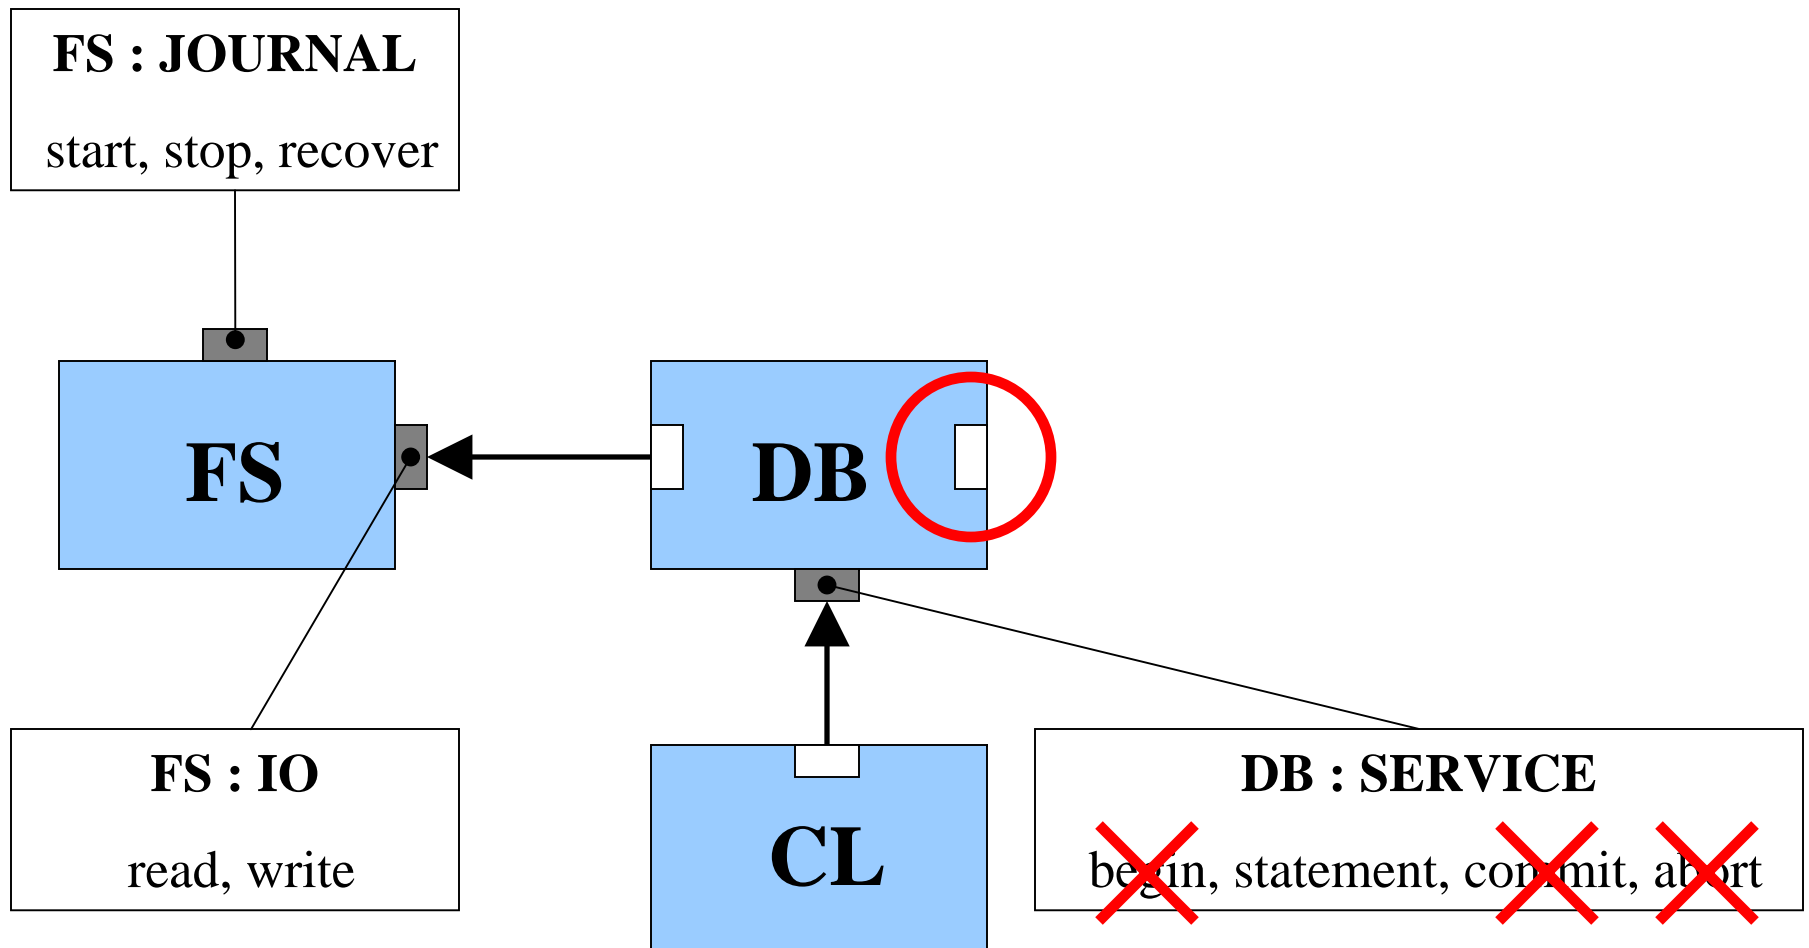 FS : JOURNAL
start, stop, recover
FS
DB
FS : IO
read, write
CL
DB : SERVICE
begin, statement, commit, abort